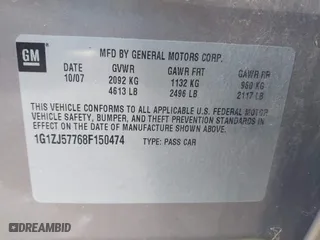 GM
MFD BY GENERAL MOTORS CORP.
DATE GVWR GAWR FRT GAWR RR
10/07 2092 KG 1132 KG 960 KG
4613 LB 2496 LB 2117 LB
THIS VEHICLE CONFORMS TO ALL APPLICABLE U.S. FEDERAL MOTOR
VEHICLE SAFETY, BUMPER, AND THEFT PREVENTION STANDARDS
IN EFFECT ON THE DATE OF MANUFACTURE SHOWN ABOVE.
1G1ZJ57768F150474 TYPE: PASS CAR